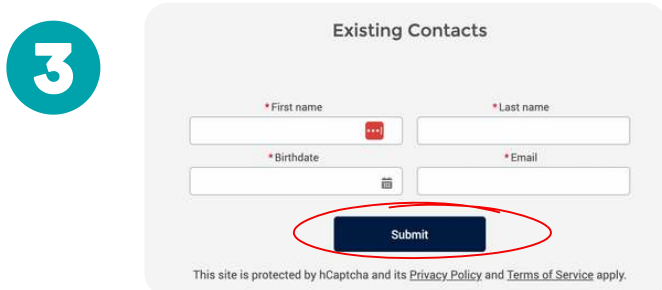 3
Existing Contacts
* First name
* Last name
* Birthdate
* Email
Submit
This site is protected by hCaptcha and its Privacy Policy and Terms of Service apply.